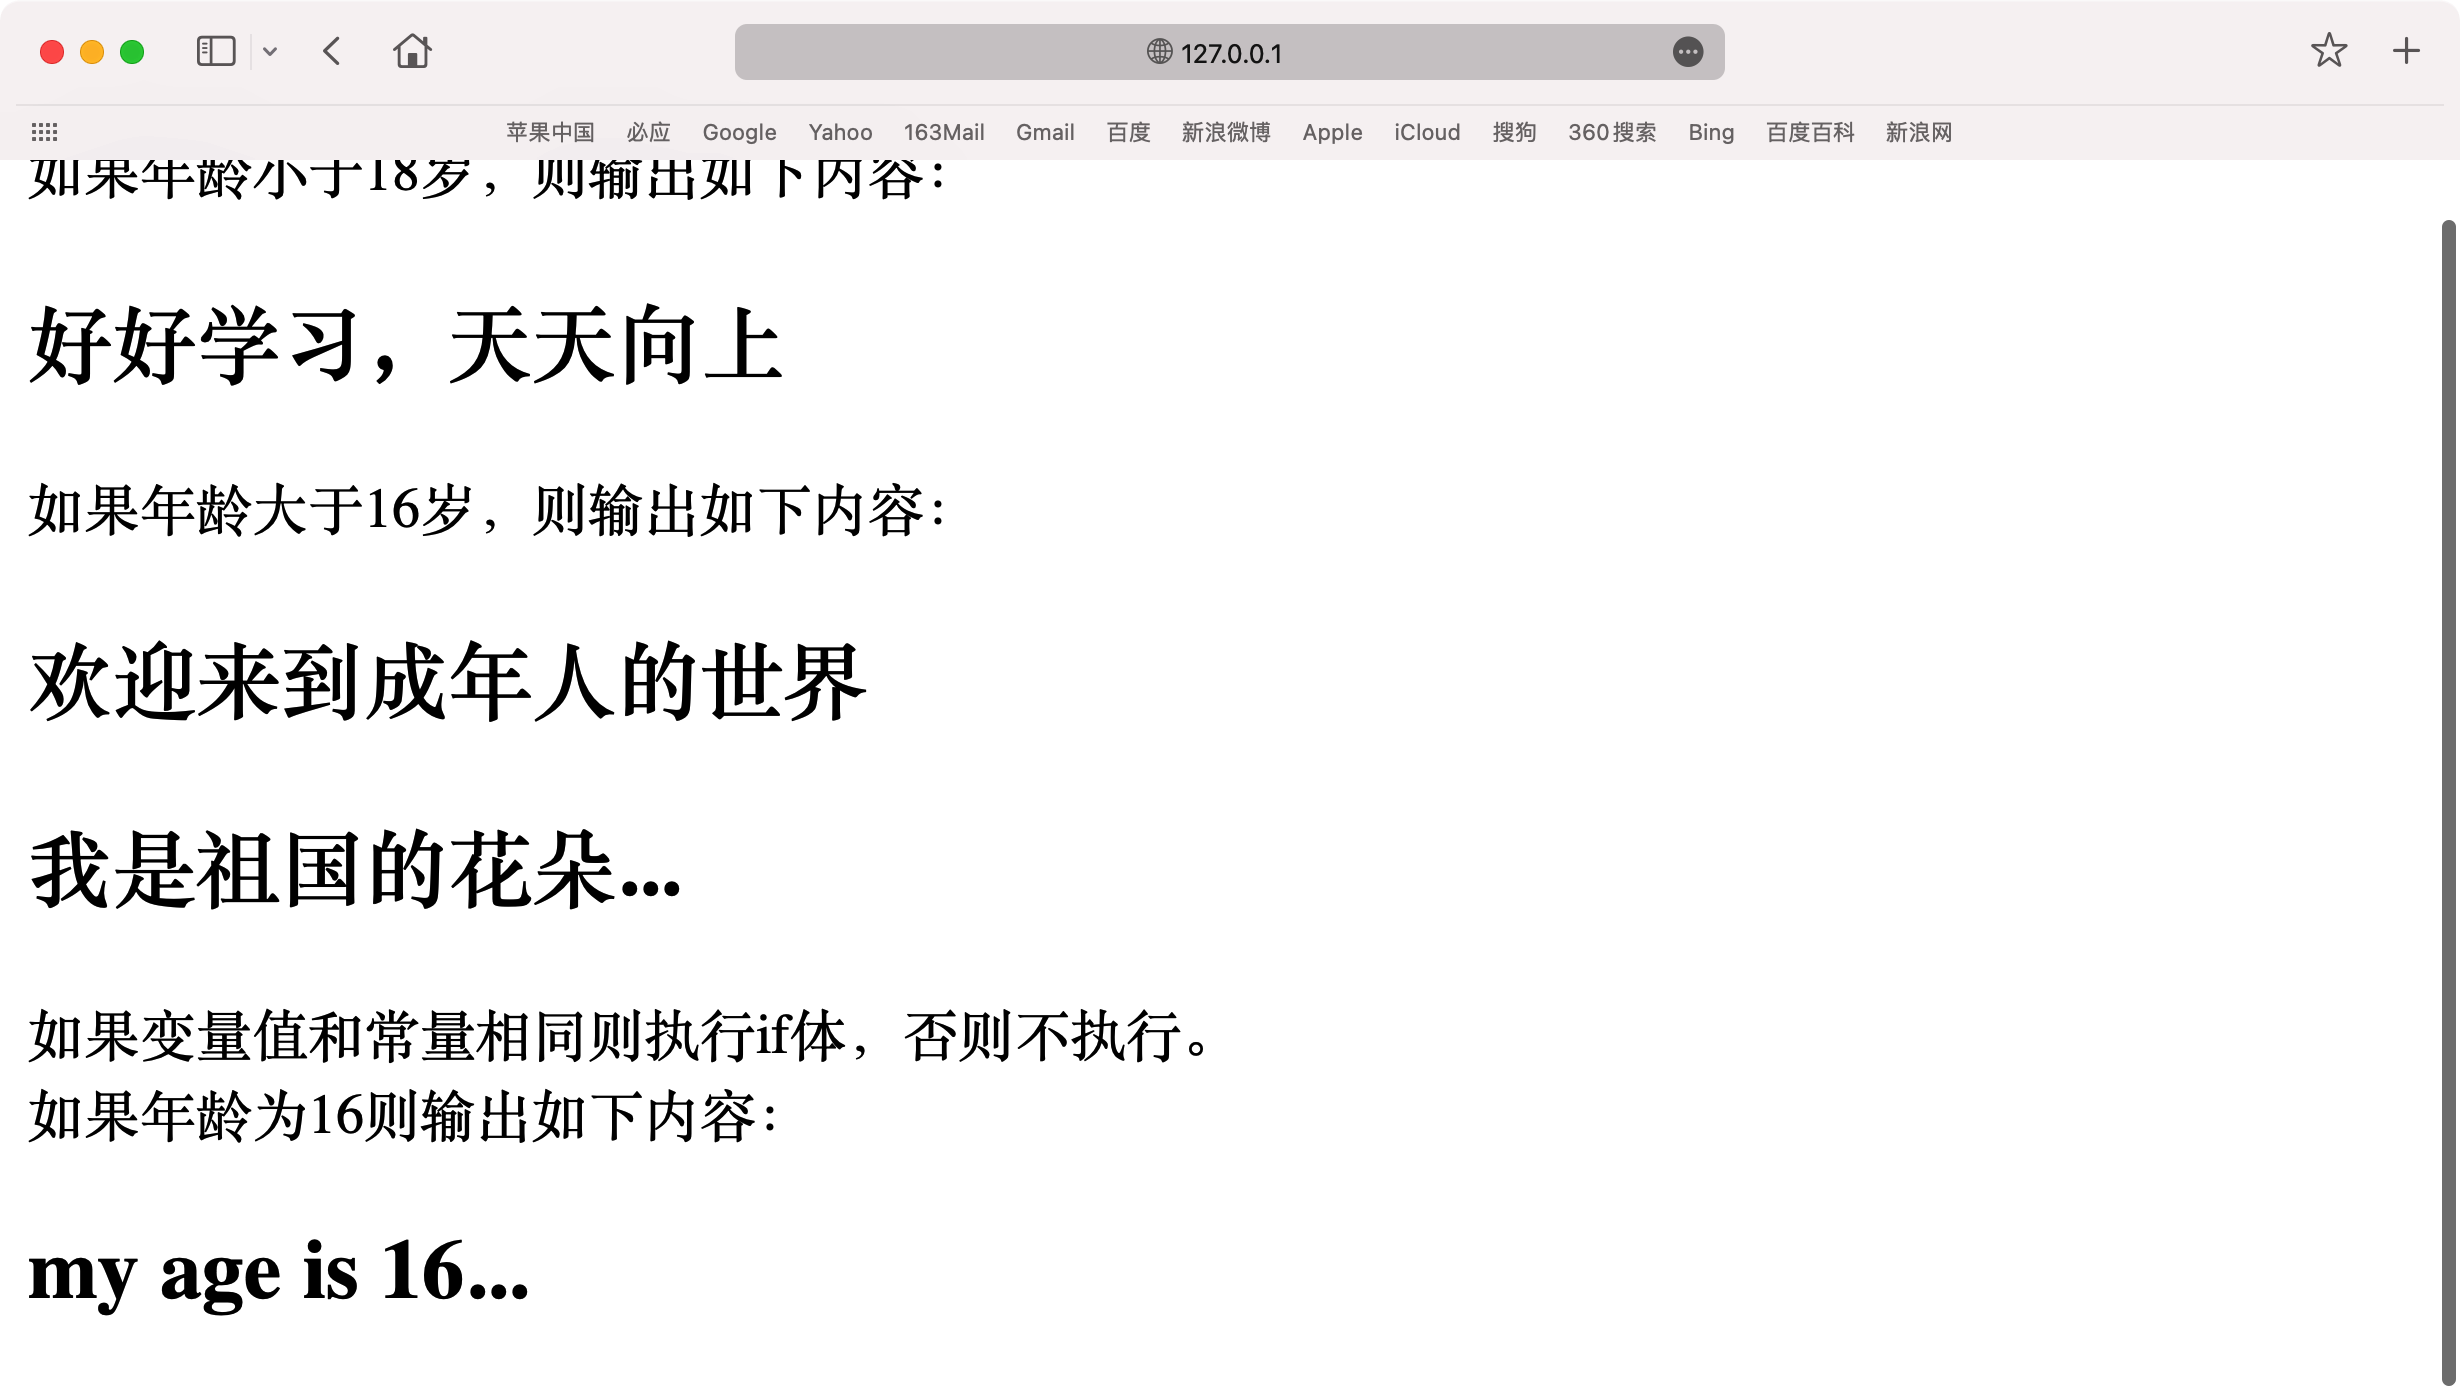 127.0.0.1
苹果中国 必应 Google Yahoo 163Mail Gmail 百度 新浪微博 Apple iCloud 搜狗 360搜索 Bing 百度百科 新浪网
如果年龄小于18岁，则输出如下内容：
好好学习，天天向上
如果年龄大于16岁，则输出如下内容：
欢迎来到成年人的世界
我是祖国的花朵...
如果变量值和常量相同则执行if体，否则不执行。
如果年龄为16则输出如下内容：
my age is 16...